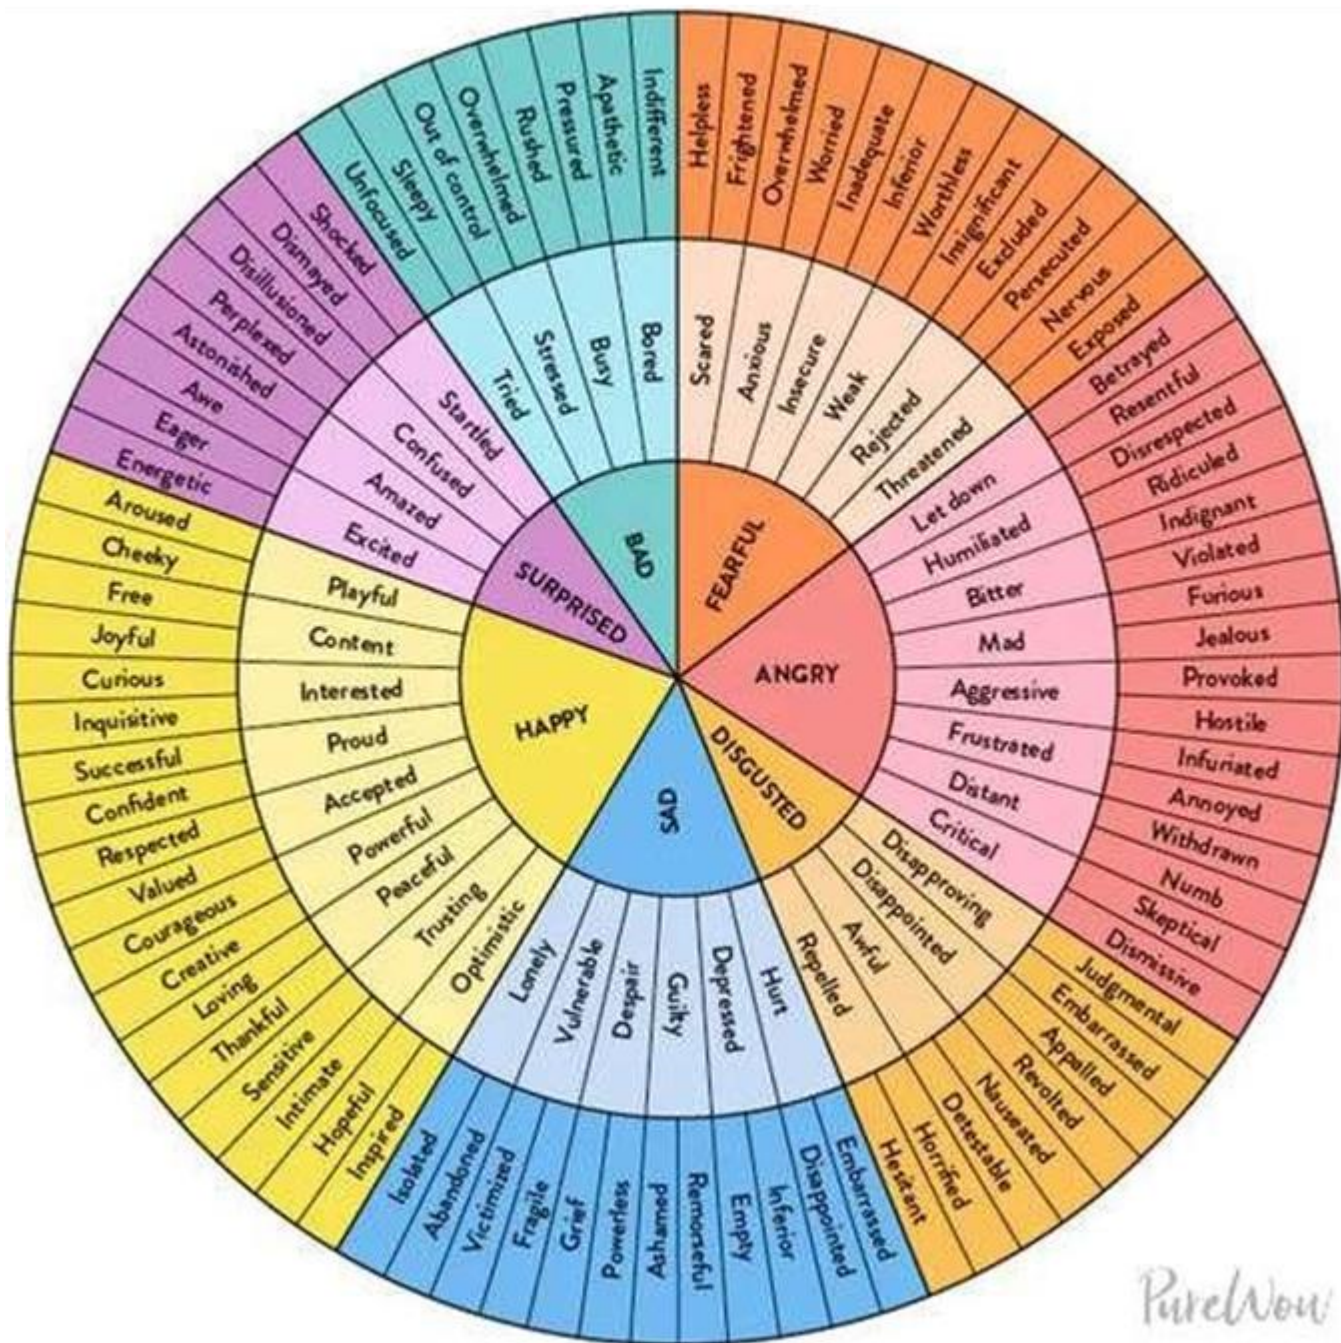 FEARFUL
ANGRY
DISGUSTED
SAD
HAPPY
SURPRISED
BAD
Scared
Anxious
Insecure
Weak
Rejected
Threatened
Let down
Humiliated
Bitter
Mad
Aggressive
Frustrated
Distant
Critical
Disapproving
Disappointed
Awful
Repelled
Hurt
Depressed
Guilty
Despair
Vulnerable
Lonely
Optimistic
Trusting
Peaceful
Powerful
Accepted
Proud
Interested
Content
Playful
Excited
Amazed
Confused
Startled
Tried
Stressed
Busy
Bored
Helpless
Frightened
Overwhelmed
Worried
Inadequate
Inferior
Worthless
Insignificant
Excluded
Persecuted
Nervous
Exposed
Betrayed
Resentful
Disrespected
Ridiculed
Indignant
Violated
Furious
Jealous
Provoked
Hostile
Infuriated
Annoyed
Withdrawn
Numb
Skeptical
Dismissive
Judgmental
Embarrassed
Appalled
Revolted
Nauseated
Detestable
Horrified
Hesitant
Embarrassed
Disappointed
Inferior
Empty
Remorseful
Ashamed
Powerless
Grief
Fragile
Victimized
Abandoned
Isolated
Inspired
Hopeful
Intimate
Sensitive
Thankful
Loving
Creative
Courageous
Valued
Respected
Confident
Successful
Inquisitive
Curious
Joyful
Free
Cheeky
Aroused
Energetic
Eager
Awe
Astonished
Perplexed
Disillusioned
Dismayed
Shocked
Unfocused
Sleepy
Out of control
Overwhelmed
Rushed
Pressured
Apathetic
Indifferent
PureWow